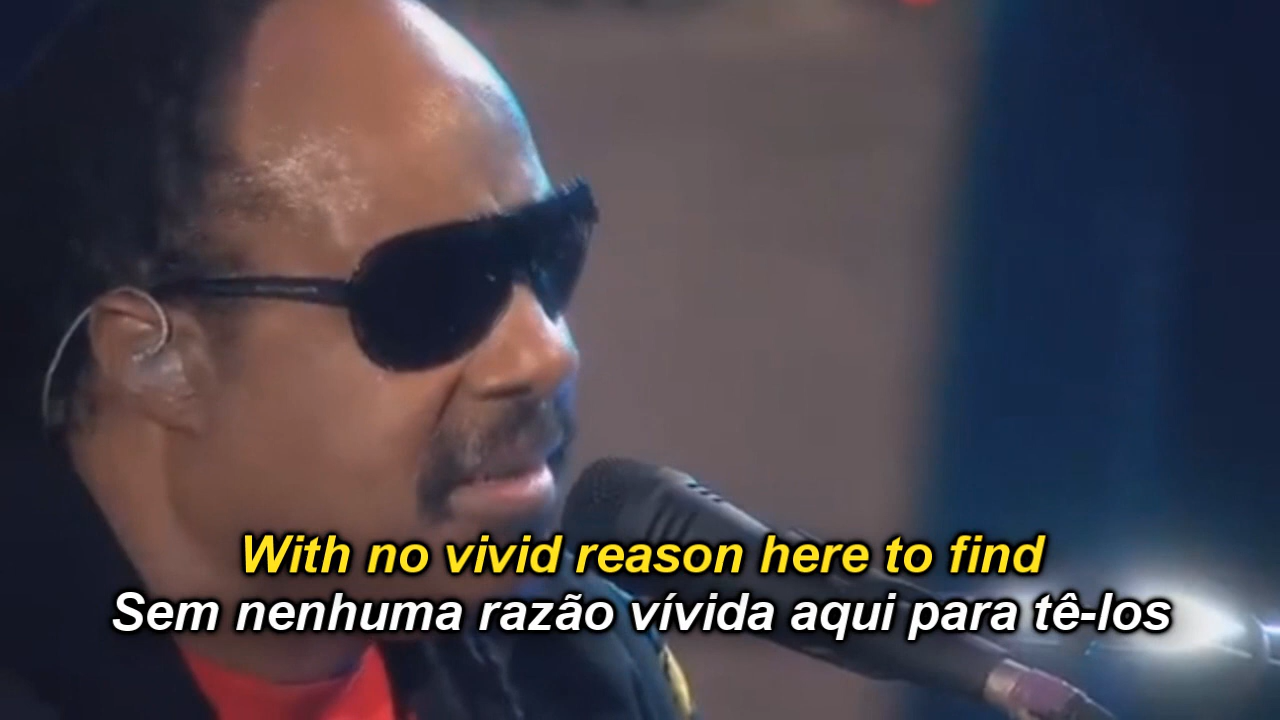 With no vivid reason here to find
Sem nenhuma razão vívida aqui para tê-los